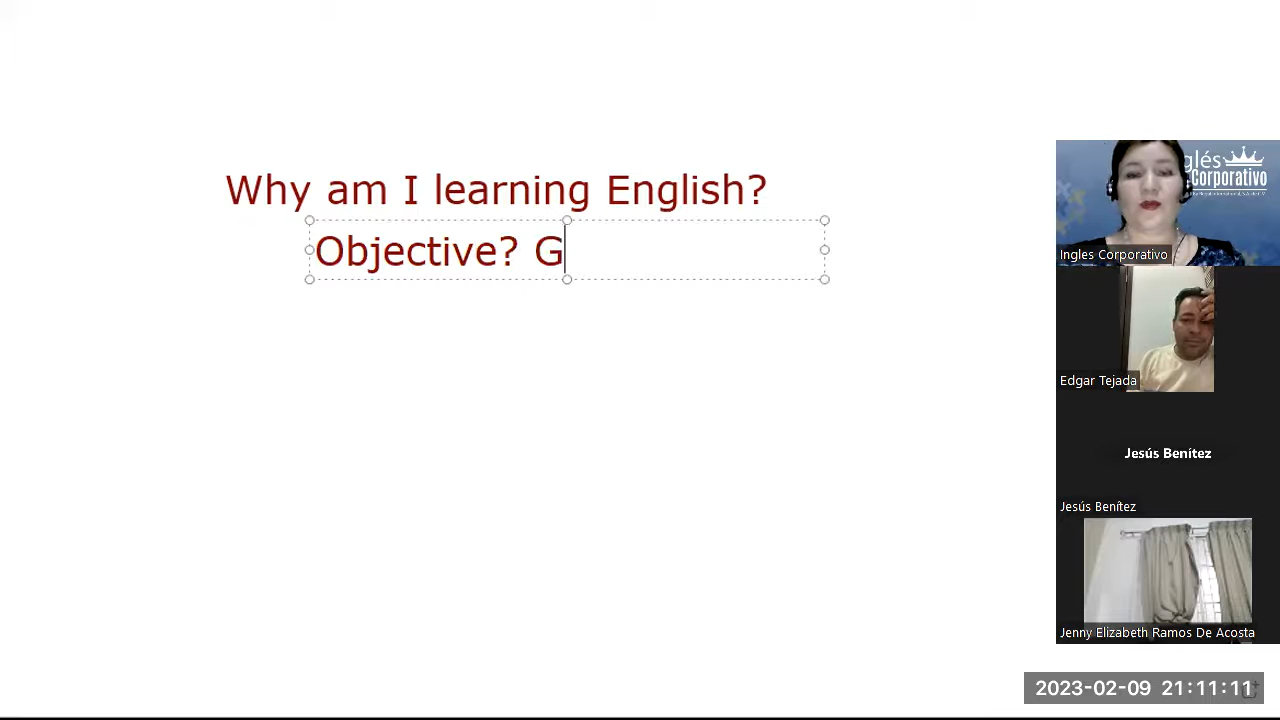 Why am I learning English?
Objective? G
glés
Corporativo
Ingles Corporativo
Edgar Tejada
Jesús Benítez
Jesús Benítez
Jenny Elizabeth Ramos De Acosta
2023-02-09 21:11:11